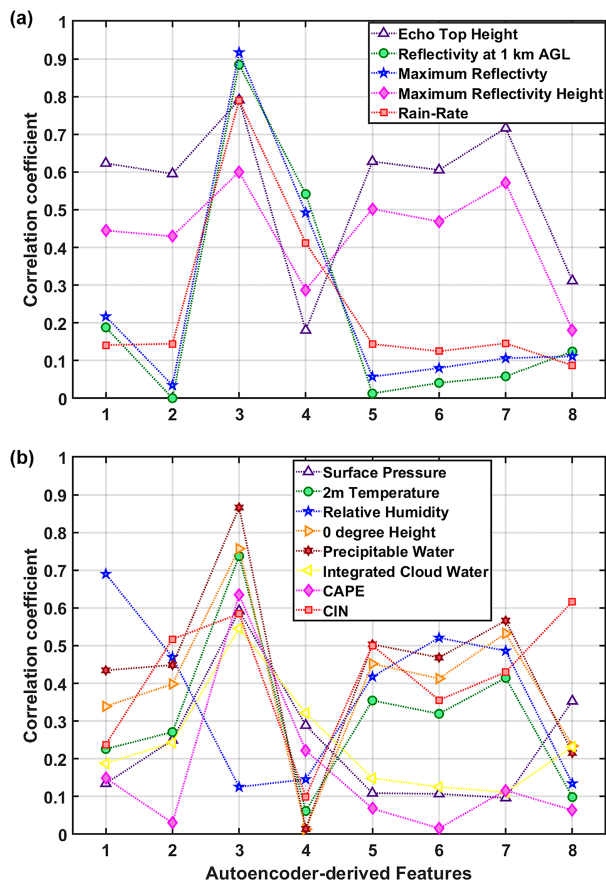 (a)
1
0.9
0.8
0.7
0.6
0.5
0.4
0.3
0.2
0.1
0
Correlation coefficient
Echo Top Height
Reflectivity at 1 km AGL
Maximum Reflectivty
Maximum Reflectivity Height
Rain-Rate
1 2 3 4 5 6 7 8
(b)
1
0.9
0.8
0.7
0.6
0.5
0.4
0.3
0.2
0.1
0
Correlation coefficient
Surface Pressure
2m Temperature
Relative Humidity
0 degree Height
Precipitable Water
Integrated Cloud Water
CAPE
CIN
1 2 3 4 5 6 7 8
Autoencoder-derived Features